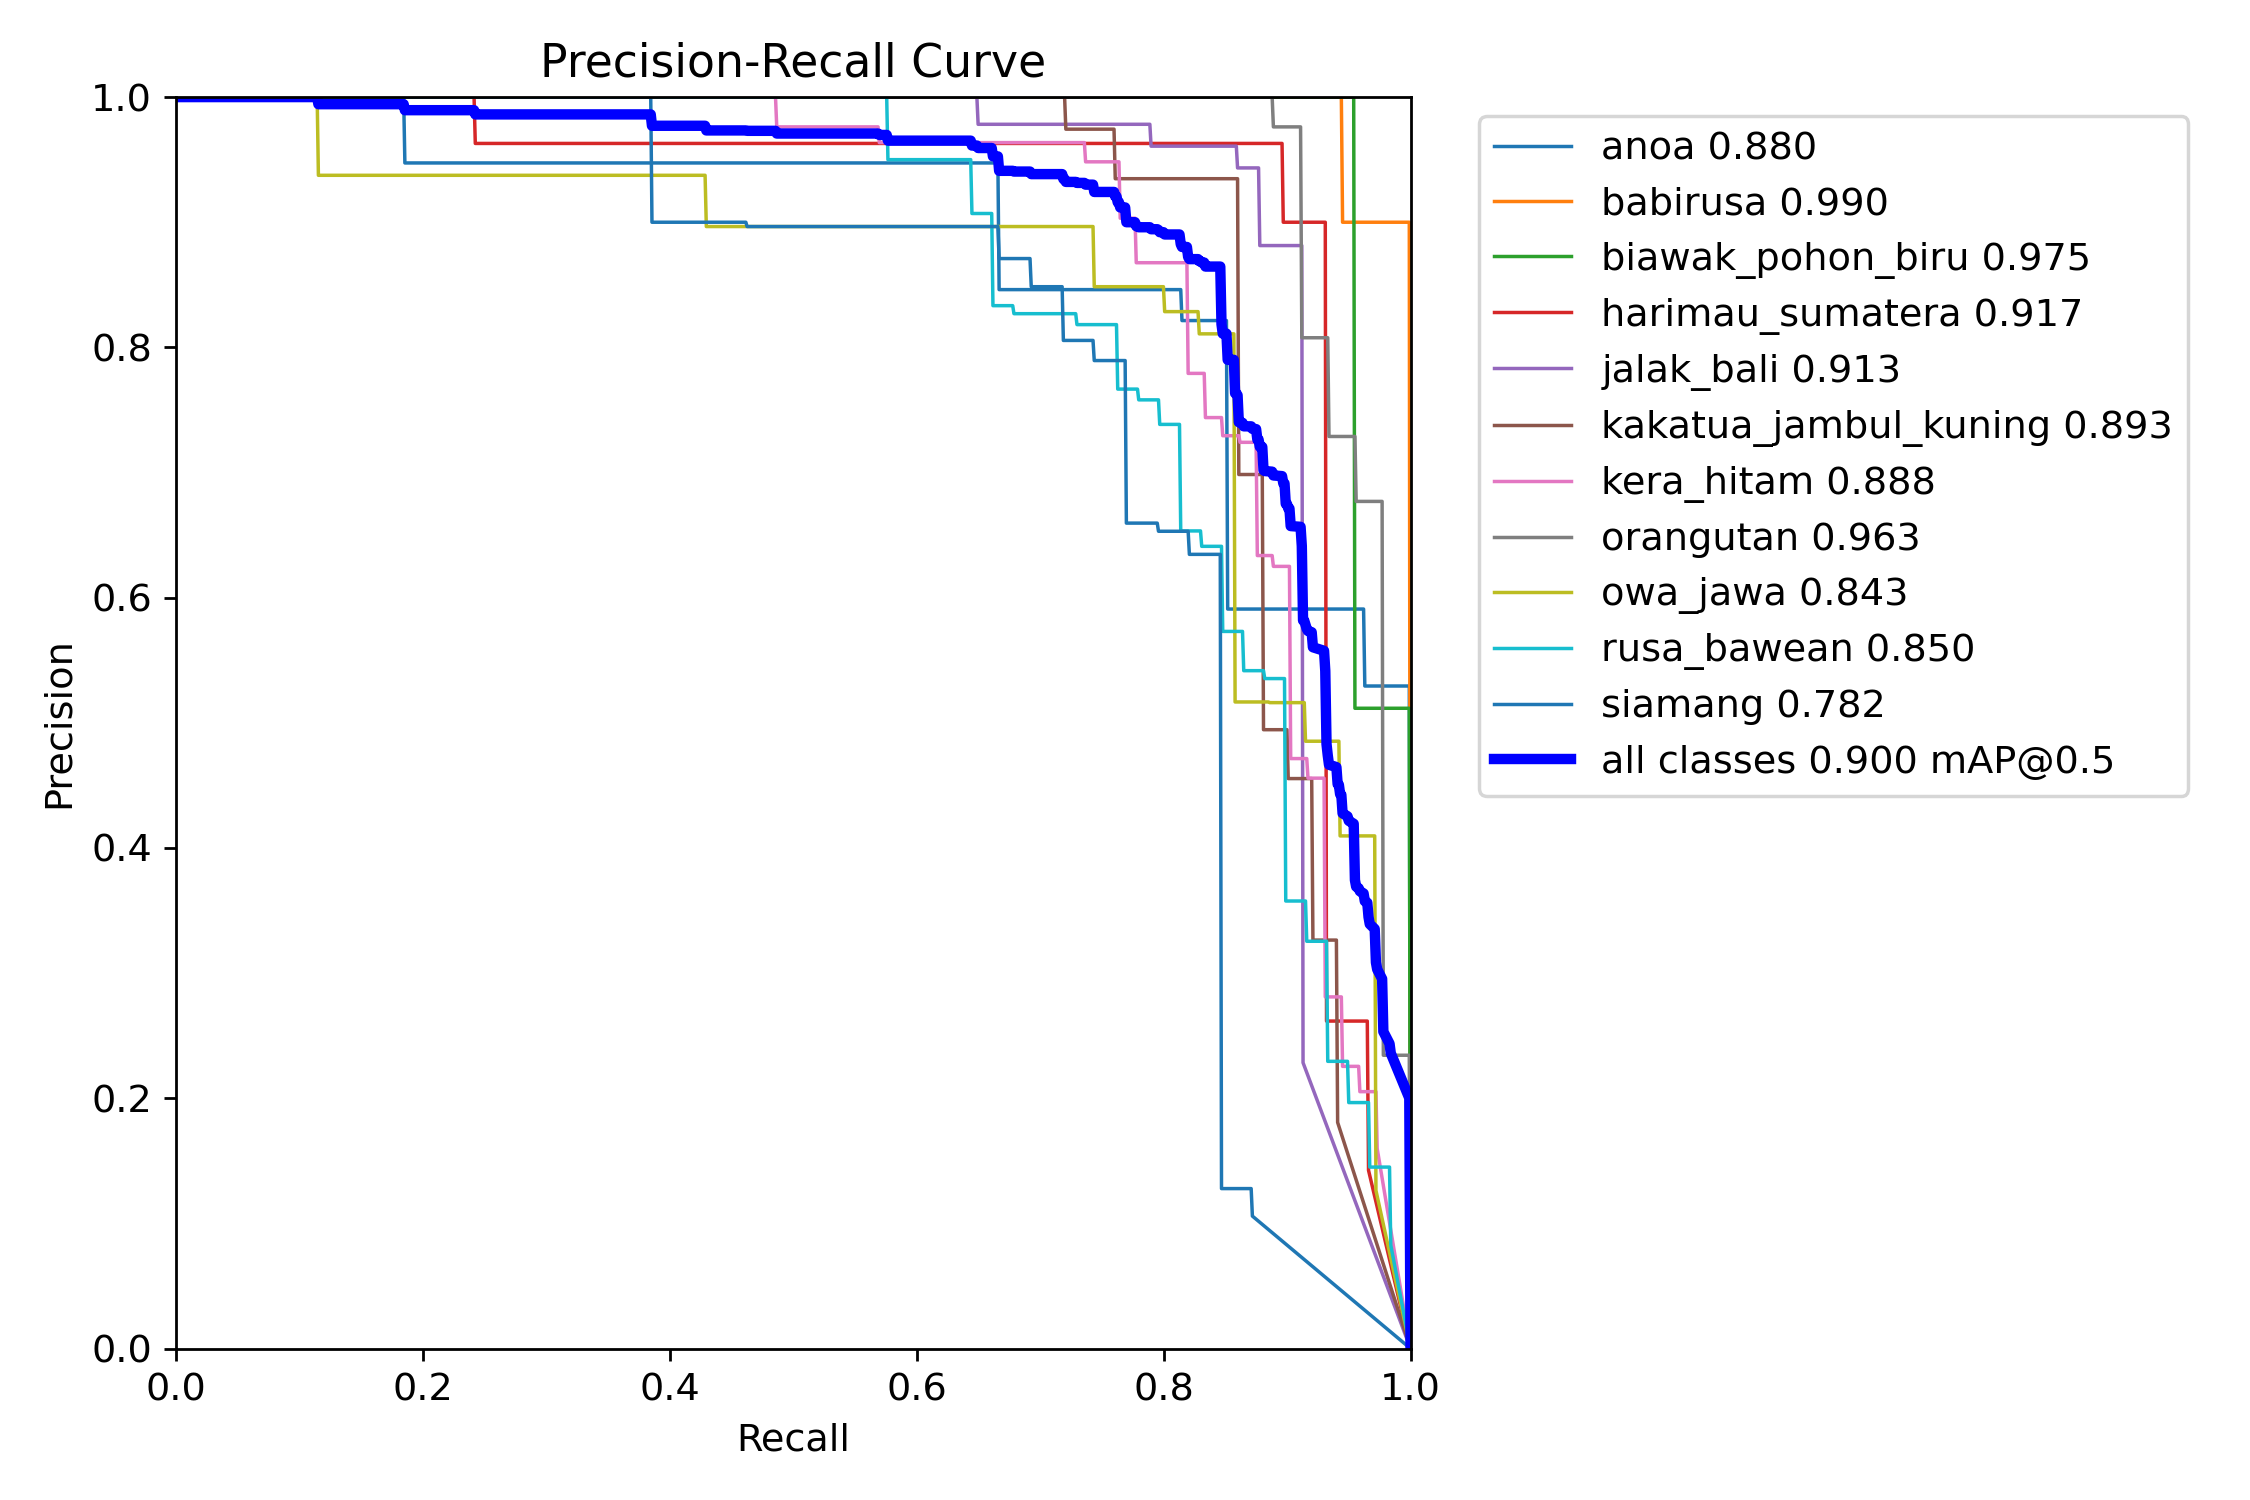 Precision-Recall Curve
1.0
0.8
0.6
0.4
0.2
0.0
Precision
0.0 0.2 0.4 0.6 0.8 1.0
Recall
anoa 0.880
babirusa 0.990
biawak_pohon_biru 0.975
harimau_sumatera 0.917
jalak_bali 0.913
kakatua_jambul_kuning 0.893
kera_hitam 0.888
orangutan 0.963
owa_jawa 0.843
rusa_bawean 0.850
siamang 0.782
all classes 0.900 mAP@0.5